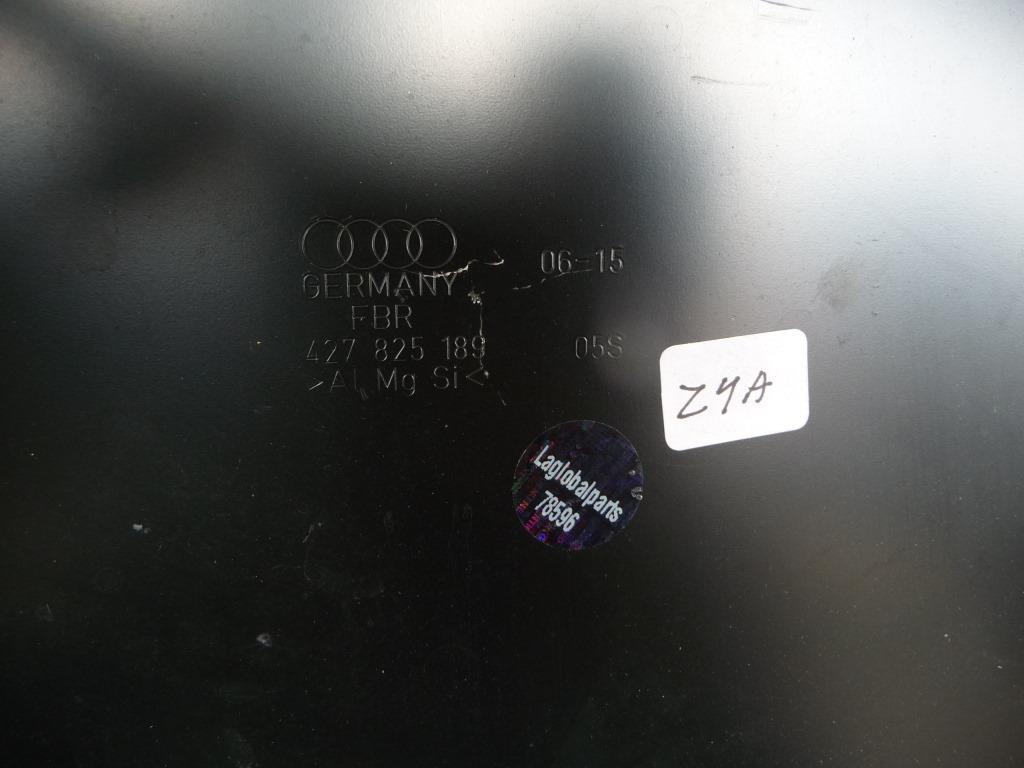 GERMANY
06-15
FBR
427 825 189
05S
>Al Mg Si<
Z4A
Laglobalparts
78596